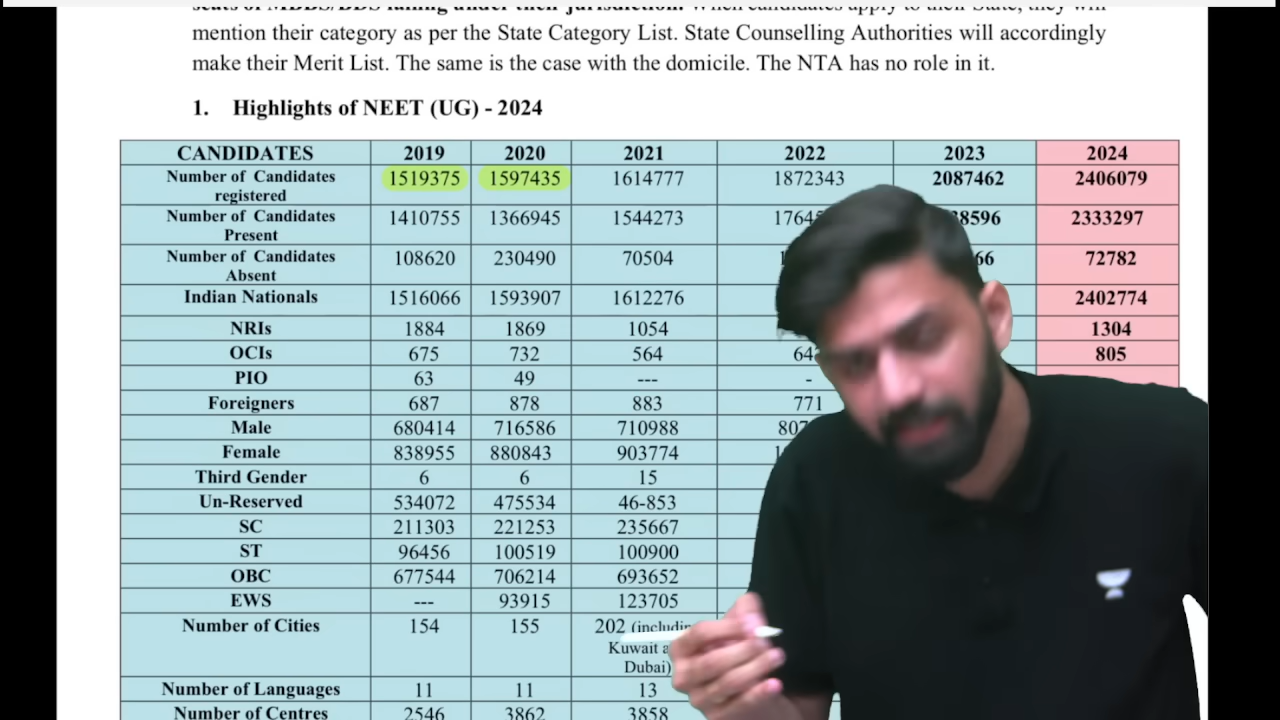 mention their category as per the State Category List. State Counselling Authorities will accordingly
make their Merit List. The same is the case with the domicile. The NTA has no role in it.
1. Highlights of NEET (UG) - 2024
CANDIDATES 2019 2020 2021 2022 2023 2024
Number of Candidates registered 1519375 1597435 1614777 1872343 2087462 2406079
Number of Candidates Present 1410755 1366945 1544273 2333297
Number of Candidates Absent 108620 230490 70504 72782
Indian Nationals 1516066 1593907 1612276 2402774
NRIs 1884 1869 1054 1304
OCIs 675 732 564 805
PIO 63 49 --- -
Foreigners 687 878 883 771
Male 680414 716586 710988
Female 838955 880843 903774
Third Gender 6 6 15
Un-Reserved 534072 475534 46-853
SC 211303 221253 235667
ST 96456 100519 100900
OBC 677544 706214 693652
EWS --- 93915 123705
Number of Cities 154 155 202
Kuwait
Dubai)
Number of Languages 11 11 13
Number of Centres 2546 3862 3858